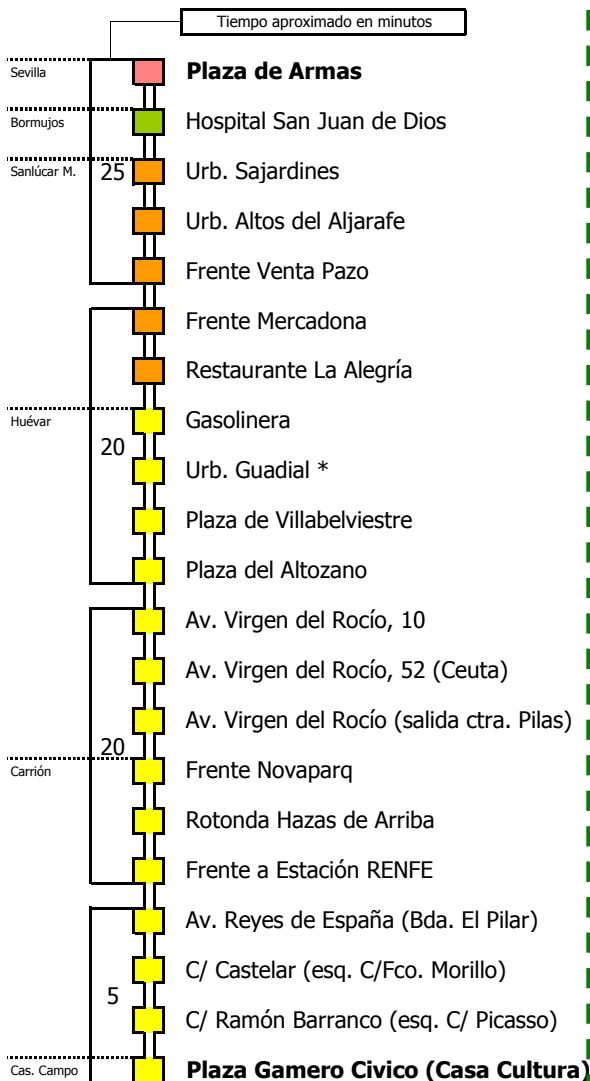 Tiempo aproximado en minutos
Sevilla
Plaza de Armas
Bormujos
Hospital San Juan de Dios
Sanlúcar M.
25
Urb. Sajardines
Urb. Altos del Aljarafe
Frente Venta Pazo
Frente Mercadona
Restaurante La Alegría
Huévar
Gasolinera
20
Urb. Guadial *
Plaza de Villabelviestre
Plaza del Altozano
Av. Virgen del Rocío, 10
Av. Virgen del Rocío, 52 (Ceuta)
Av. Virgen del Rocío (salida ctra. Pilas)
20
Carrión
Frente Novaparq
Rotonda Hazas de Arriba
Frente a Estación RENFE
Av. Reyes de España (Bda. El Pilar)
C/ Castelar (esq. C/Fco. Morillo)
5
C/ Ramón Barranco (esq. C/ Picasso)
Cas. Campo
Plaza Gamero Civico (Casa Cultura)